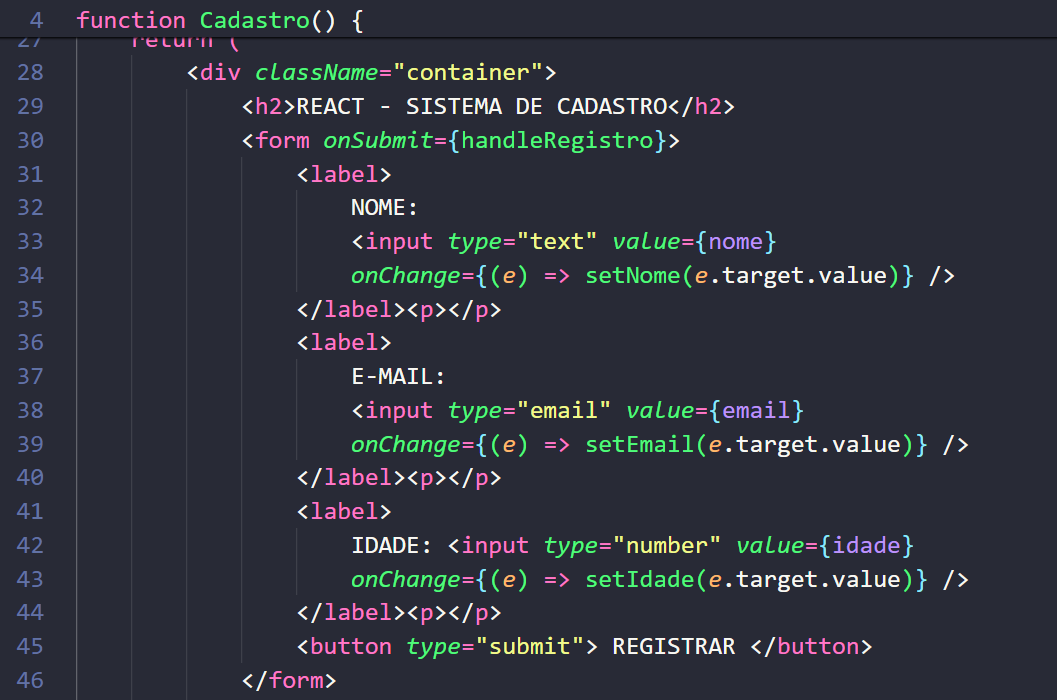 4 function Cadastro() {
27 return (
28 <div className="container">
29 <h2>REACT - SISTEMA DE CADASTRO</h2>
30 <form onSubmit={handleRegistro}>
31 <label>
32 NOME:
33 <input type="text" value={nome}
34 onChange={(e) => setNome(e.target.value)} />
35 </label><p></p>
36 <label>
37 E-MAIL:
38 <input type="email" value={email}
39 onChange={(e) => setEmail(e.target.value)} />
40 </label><p></p>
41 <label>
42 IDADE: <input type="number" value={idade}
43 onChange={(e) => setIdade(e.target.value)} />
44 </label><p></p>
45 <button type="submit"> REGISTRAR </button>
46 </form>